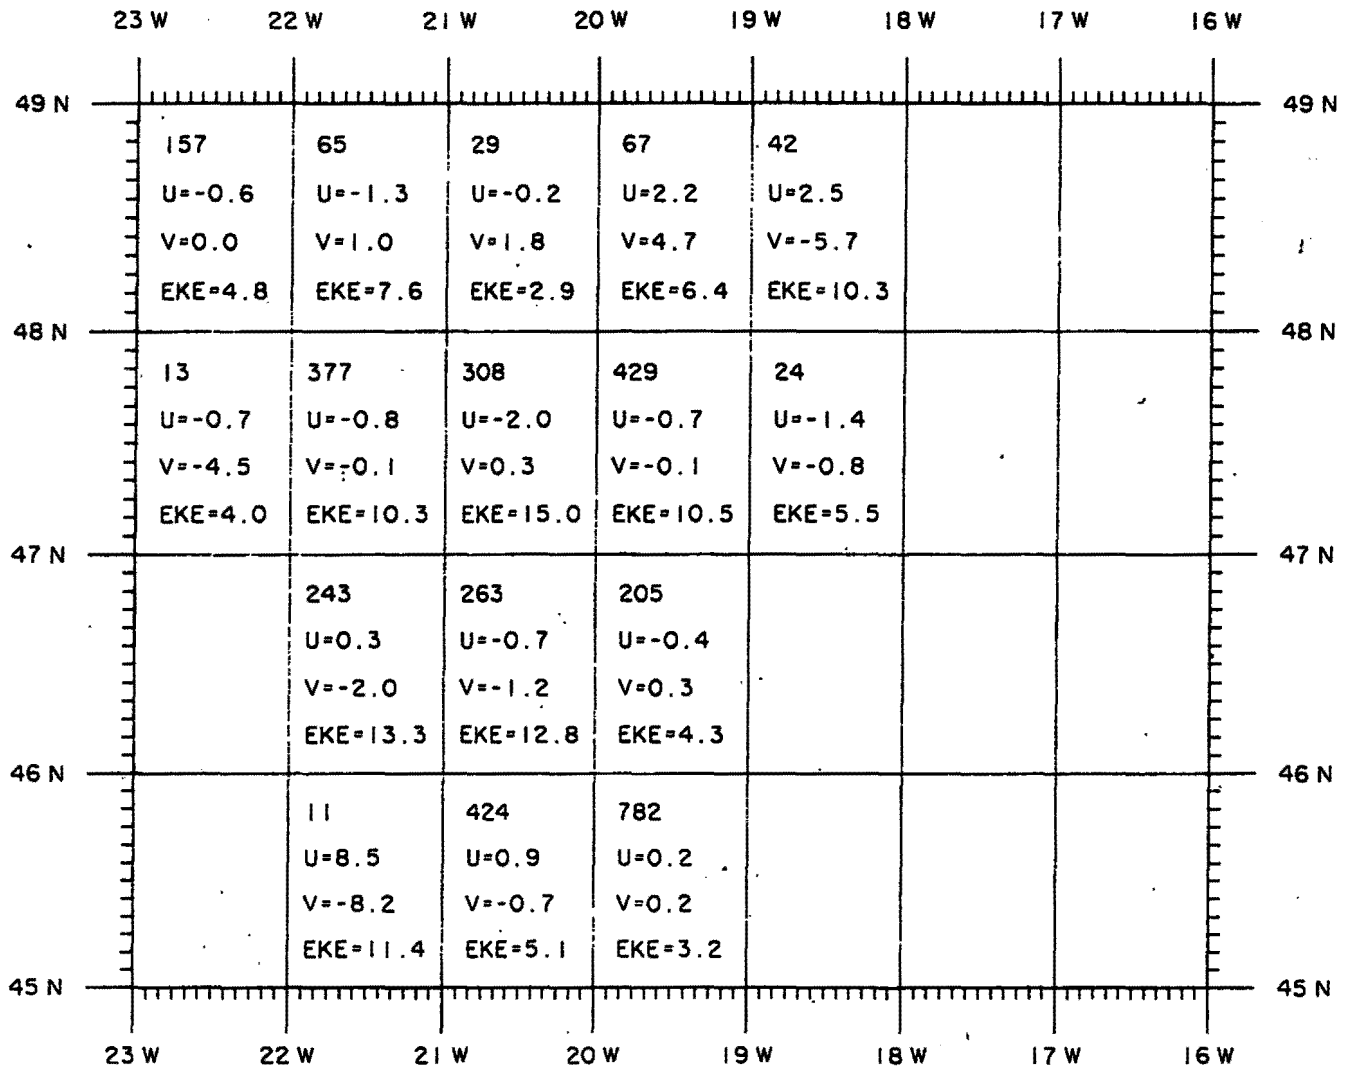 23 W 22 W 21 W 20 W 19 W 18 W 17 W 16 W
49 N 49 N
157 65 29 67 42
U=-0.6 U=-1.3 U=-0.2 U=2.2 U=2.5
V=0.0 V=1.0 V=1.8 V=4.7 V=-5.7
EKE=4.8 EKE=7.6 EKE=2.9 EKE=6.4 EKE=10.3
48 N 48 N
13 377 308 429 24
U=-0.7 U=-0.8 U=-2.0 U=-0.7 U=-1.4
V=-4.5 V=-0.1 V=0.3 V=-0.1 V=-0.8
EKE=4.0 EKE=10.3 EKE=15.0 EKE=10.5 EKE=5.5
47 N 47 N
243 263 205
U=0.3 U=-0.7 U=-0.4
V=-2.0 V=-1.2 V=0.3
EKE=13.3 EKE=12.8 EKE=4.3
46 N 46 N
11 424 782
U=8.5 U=0.9 U=0.2
V=-8.2 V=-0.7 V=0.2
EKE=11.4 EKE=5.1 EKE=3.2
45 N 45 N
23 W 22 W 21 W 20 W 19 W 18 W 17 W 16 W